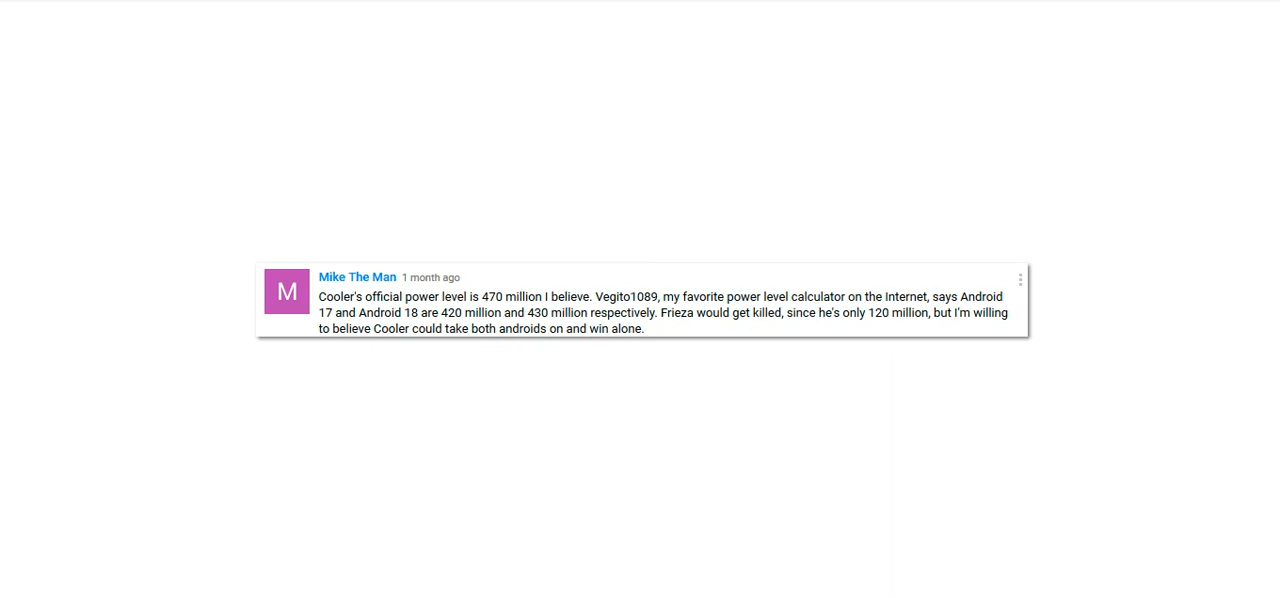 M
Mike The Man 1 month ago
Cooler's official power level is 470 million I believe. Vegito1089, my favorite power level calculator on the Internet, says Android
17 and Android 18 are 420 million and 430 million respectively. Frieza would get killed, since he's only 120 million, but I'm willing
to believe Cooler could take both androids on and win alone.